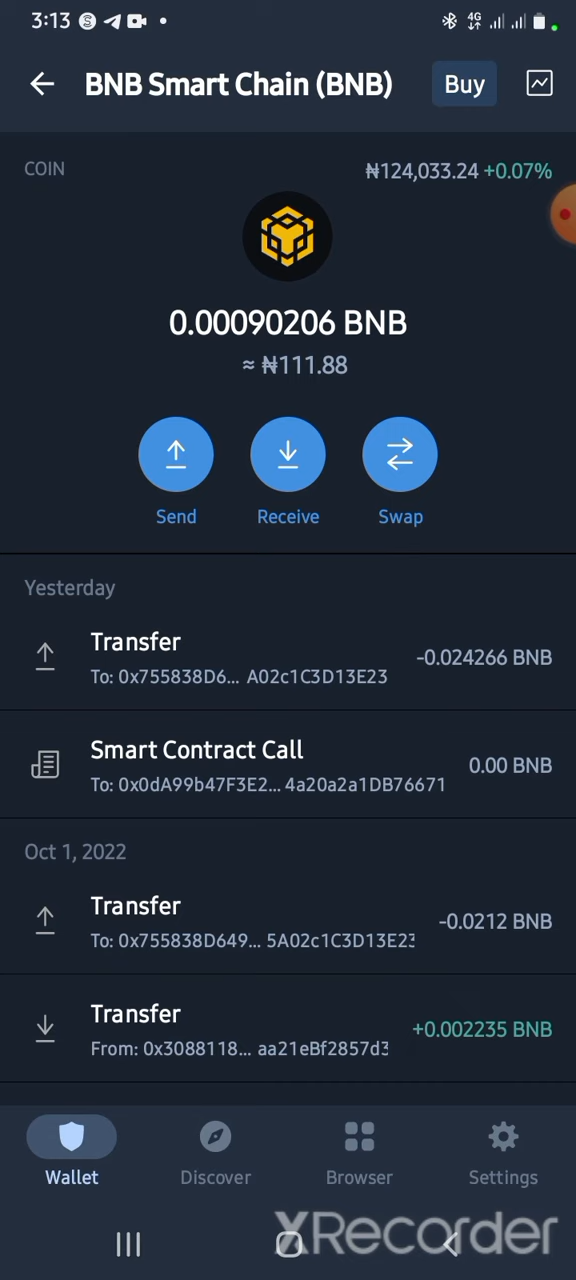 3:13
4G
BNB Smart Chain (BNB)
Buy
COIN
₦124,033.24 +0.07%
0.00090206 BNB
≈ ₦111.88
Send
Receive
Swap
Yesterday
Transfer
-0.024266 BNB
To: 0x755838D6... A02c1C3D13E23
Smart Contract Call
0.00 BNB
To: 0x0dA99b47F3E2... 4a20a2a1DB76671
Oct 1, 2022
Transfer
-0.0212 BNB
To: 0x755838D649... 5A02c1C3D13E23
Transfer
+0.002235 BNB
From: 0x3088118... aa21eBf2857d3
Wallet
Discover
Browser
Settings
XRecorder